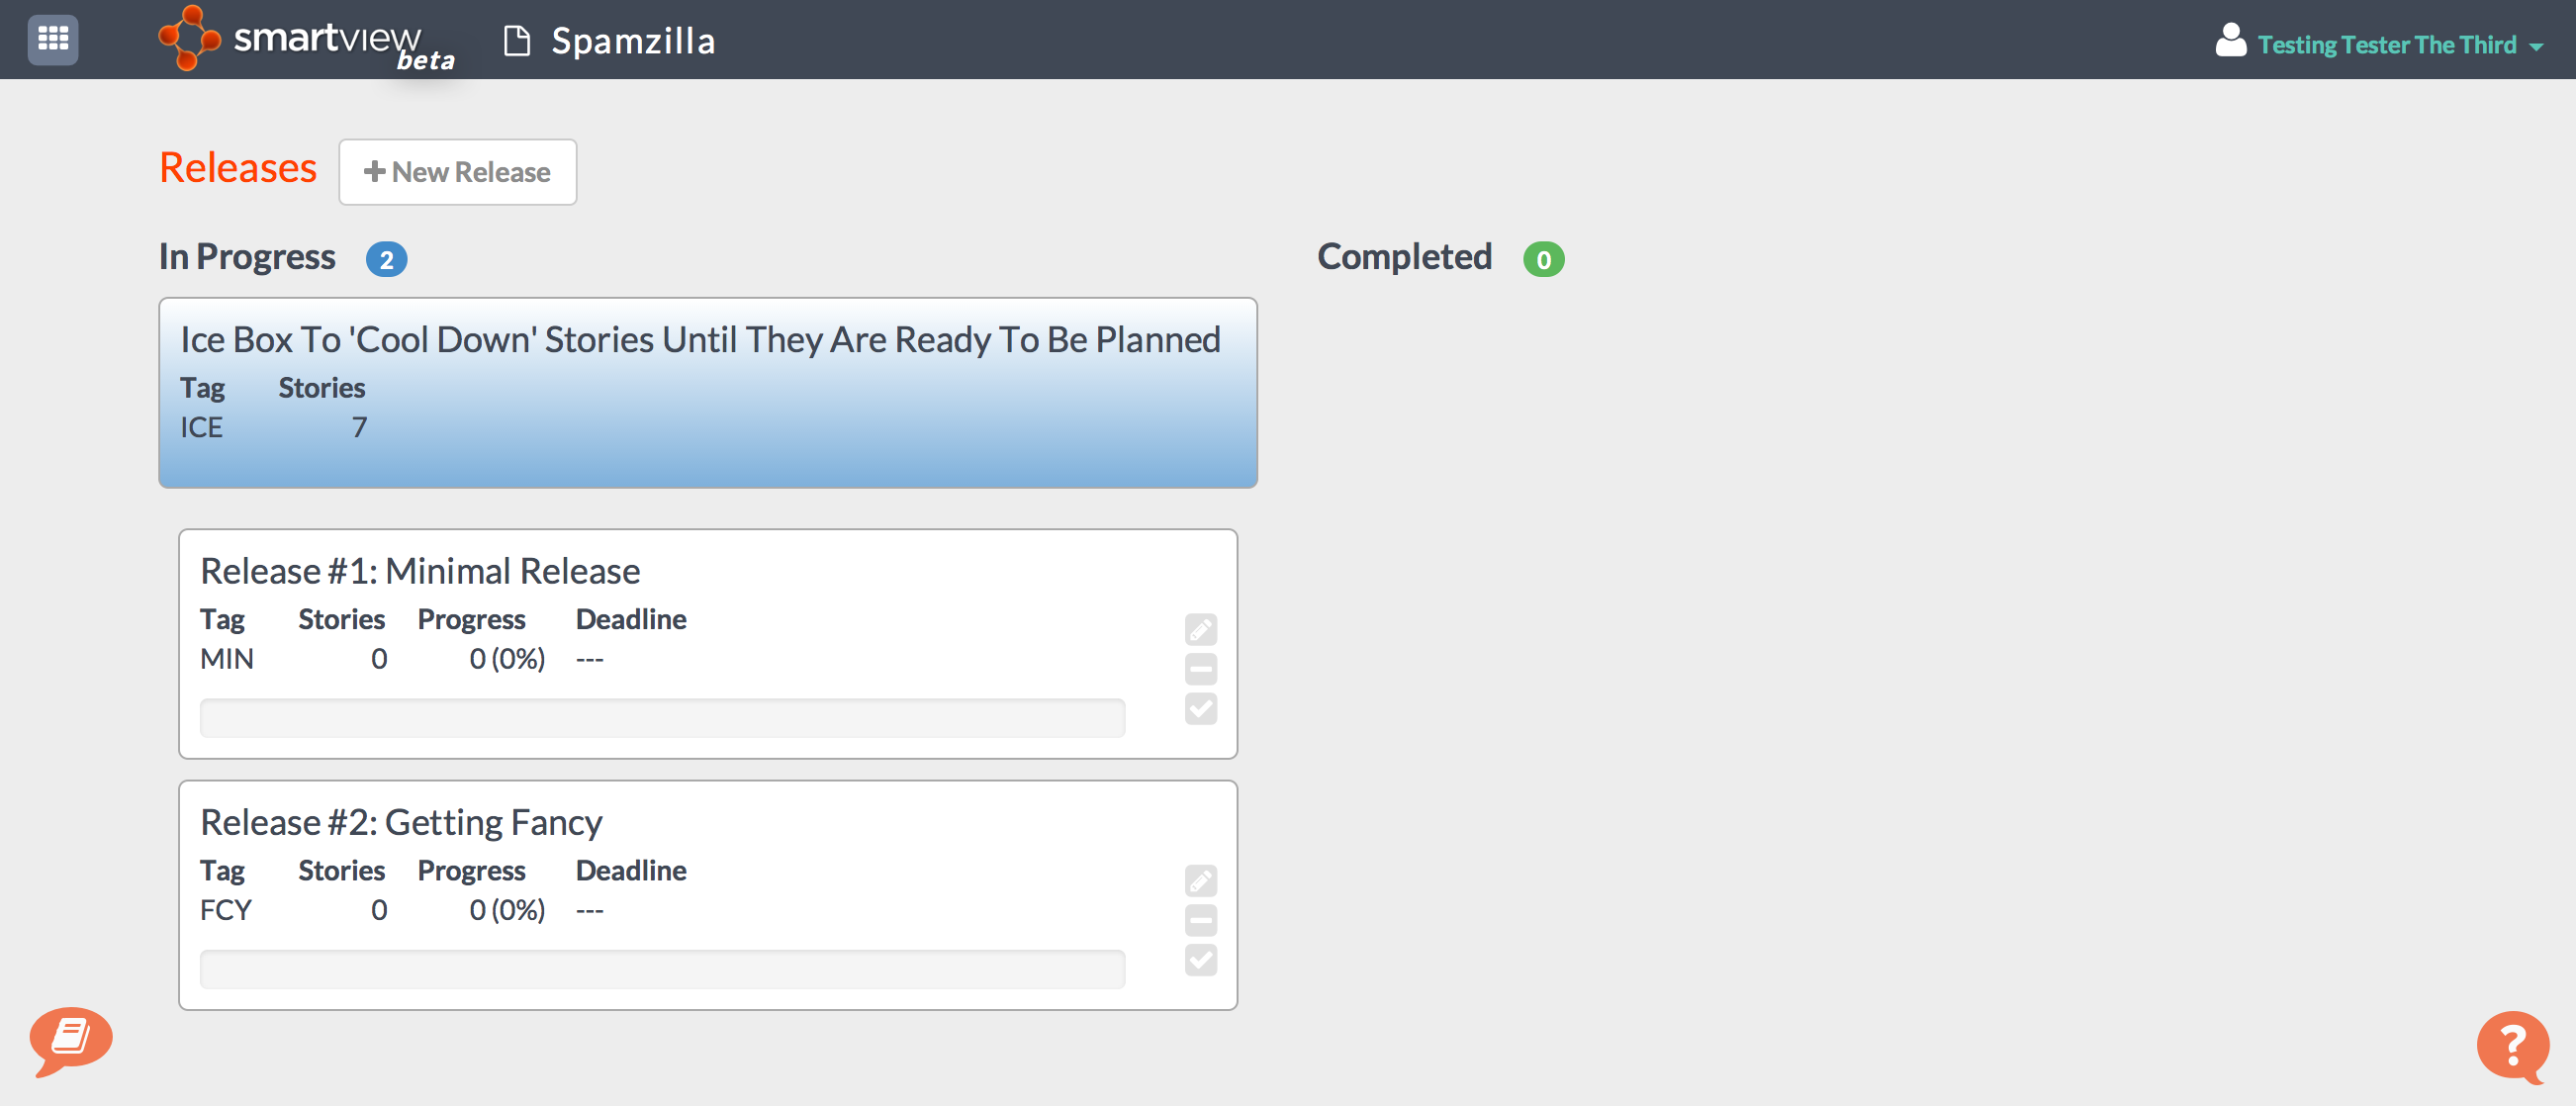 smartview beta
Spamzilla
Testing Tester The Third
Releases
New Release
In Progress 2
Completed 0
Ice Box To 'Cool Down' Stories Until They Are Ready To Be Planned
Tag Stories
ICE 7
Release #1: Minimal Release
Tag Stories Progress Deadline
MIN 0 0 (0%) ---
Release #2: Getting Fancy
Tag Stories Progress Deadline
FCY 0 0 (0%) ---
?